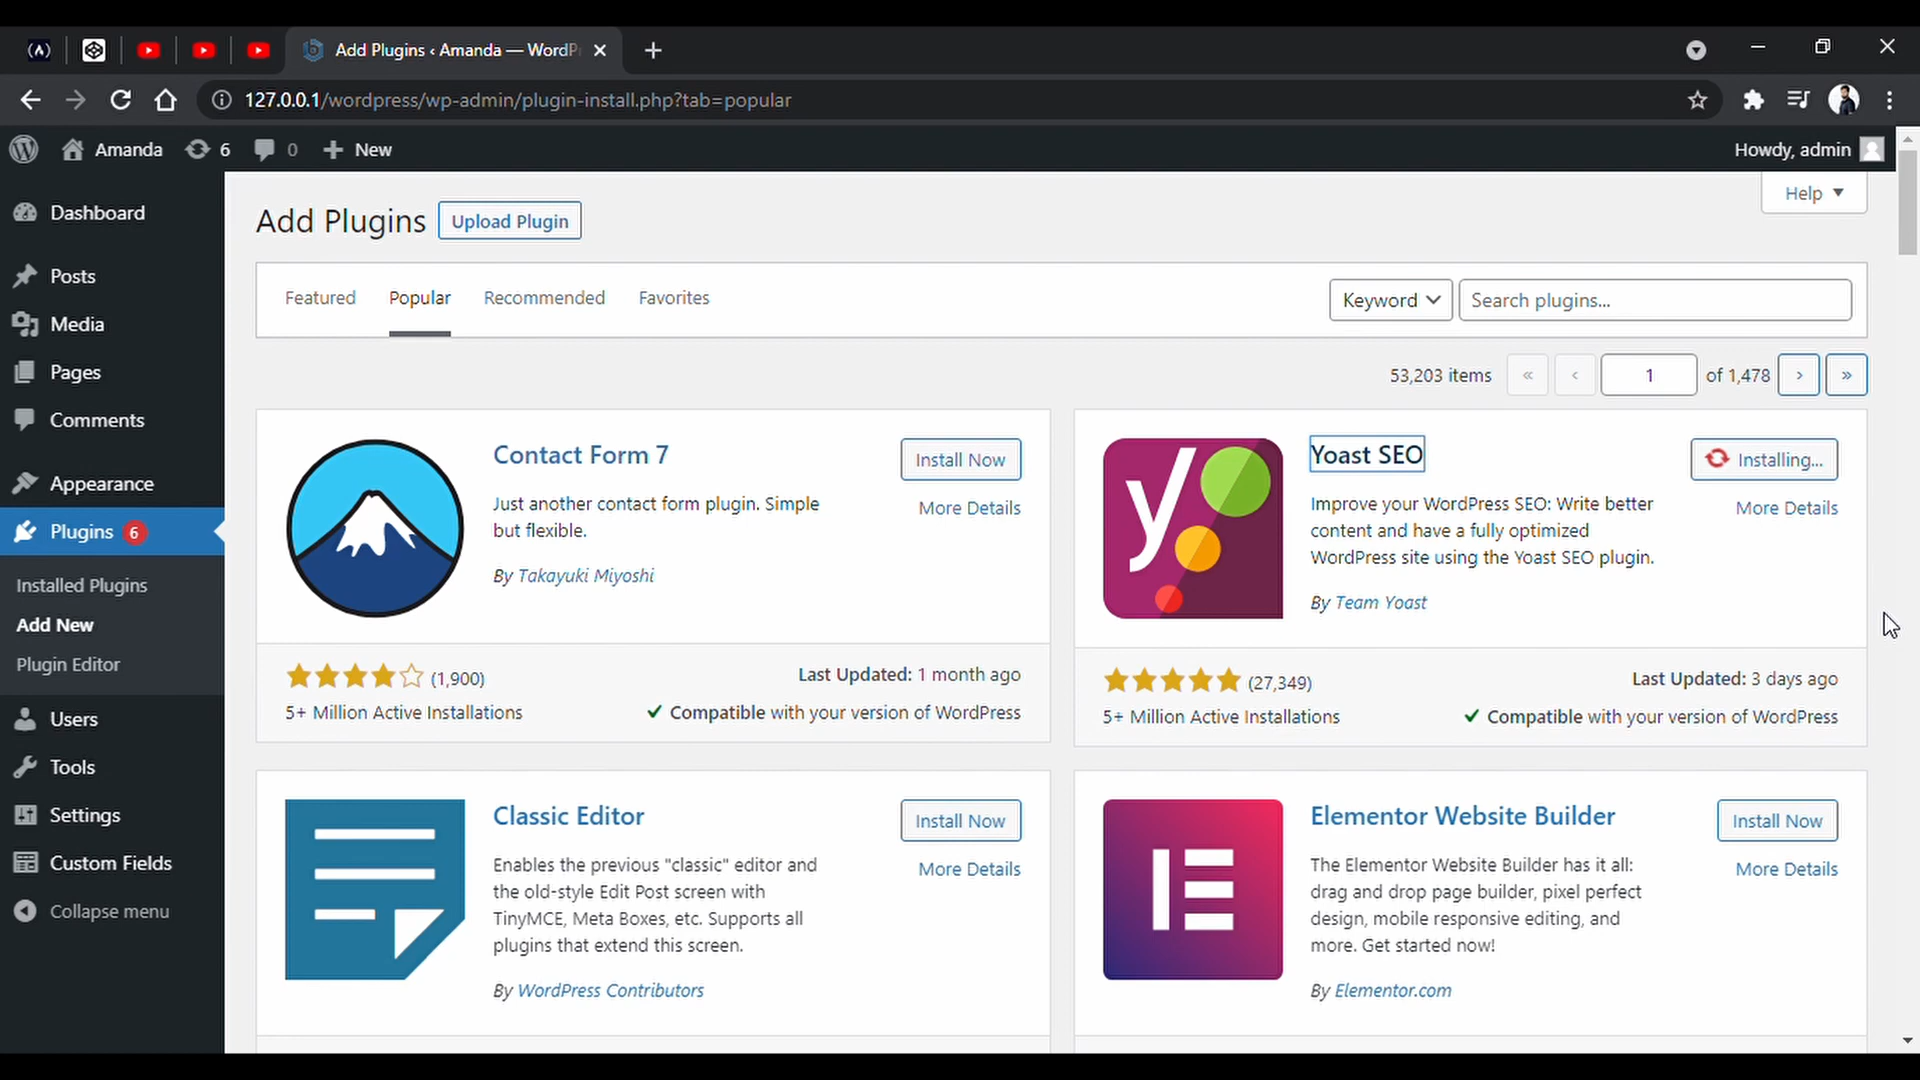 Add Plugins ‹ Amanda — WordP
127.0.0.1/wordpress/wp-admin/plugin-install.php?tab=popular
Amanda 6 0 + New
Howdy, admin
Dashboard
Posts
Media
Pages
Comments
Appearance
Plugins 6
Installed Plugins
Add New
Plugin Editor
Users
Tools
Settings
Custom Fields
Collapse menu
Help
Add Plugins Upload Plugin
Featured Popular Recommended Favorites
Keyword Search plugins...
53,203 items « ‹ 1 of 1,478 › »
Contact Form 7
Install Now
More Details
Just another contact form plugin. Simple
but flexible.
By Takayuki Miyoshi
(1,900)
Last Updated: 1 month ago
5+ Million Active Installations
Compatible with your version of WordPress
Yoast SEO
Installing...
More Details
Improve your WordPress SEO: Write better
content and have a fully optimized
WordPress site using the Yoast SEO plugin.
By Team Yoast
(27,349)
Last Updated: 3 days ago
5+ Million Active Installations
Compatible with your version of WordPress
Classic Editor
Install Now
More Details
Enables the previous "classic" editor and
the old-style Edit Post screen with
TinyMCE, Meta Boxes, etc. Supports all
plugins that extend this screen.
By WordPress Contributors
Elementor Website Builder
Install Now
More Details
The Elementor Website Builder has it all:
drag and drop page builder, pixel perfect
design, mobile responsive editing, and
more. Get started now!
By Elementor.com